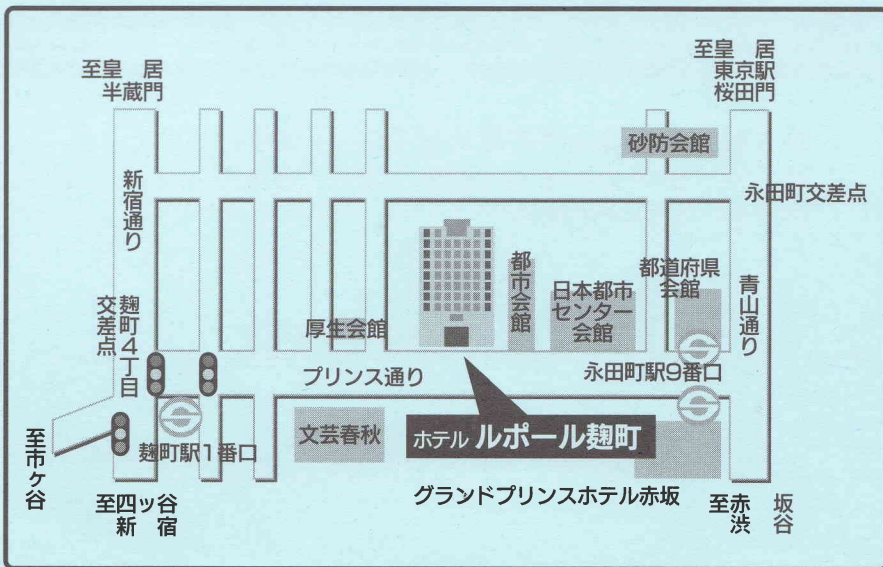 至皇 居
半蔵門
至皇 居
東京駅
桜田門
砂防会館
新宿通り
永田町交差点
都市会館
都道府県
会館
日本都市
センター
会館
青山通り
麹町4丁目
交差点
厚生会館
プリンス通り
永田町駅9番口
文芸春秋
ホテル ルポール麹町
麹町駅1番口
至市ヶ谷
至四ッ谷
新 宿
グランドプリンスホテル赤坂
至赤 坂
渋 谷